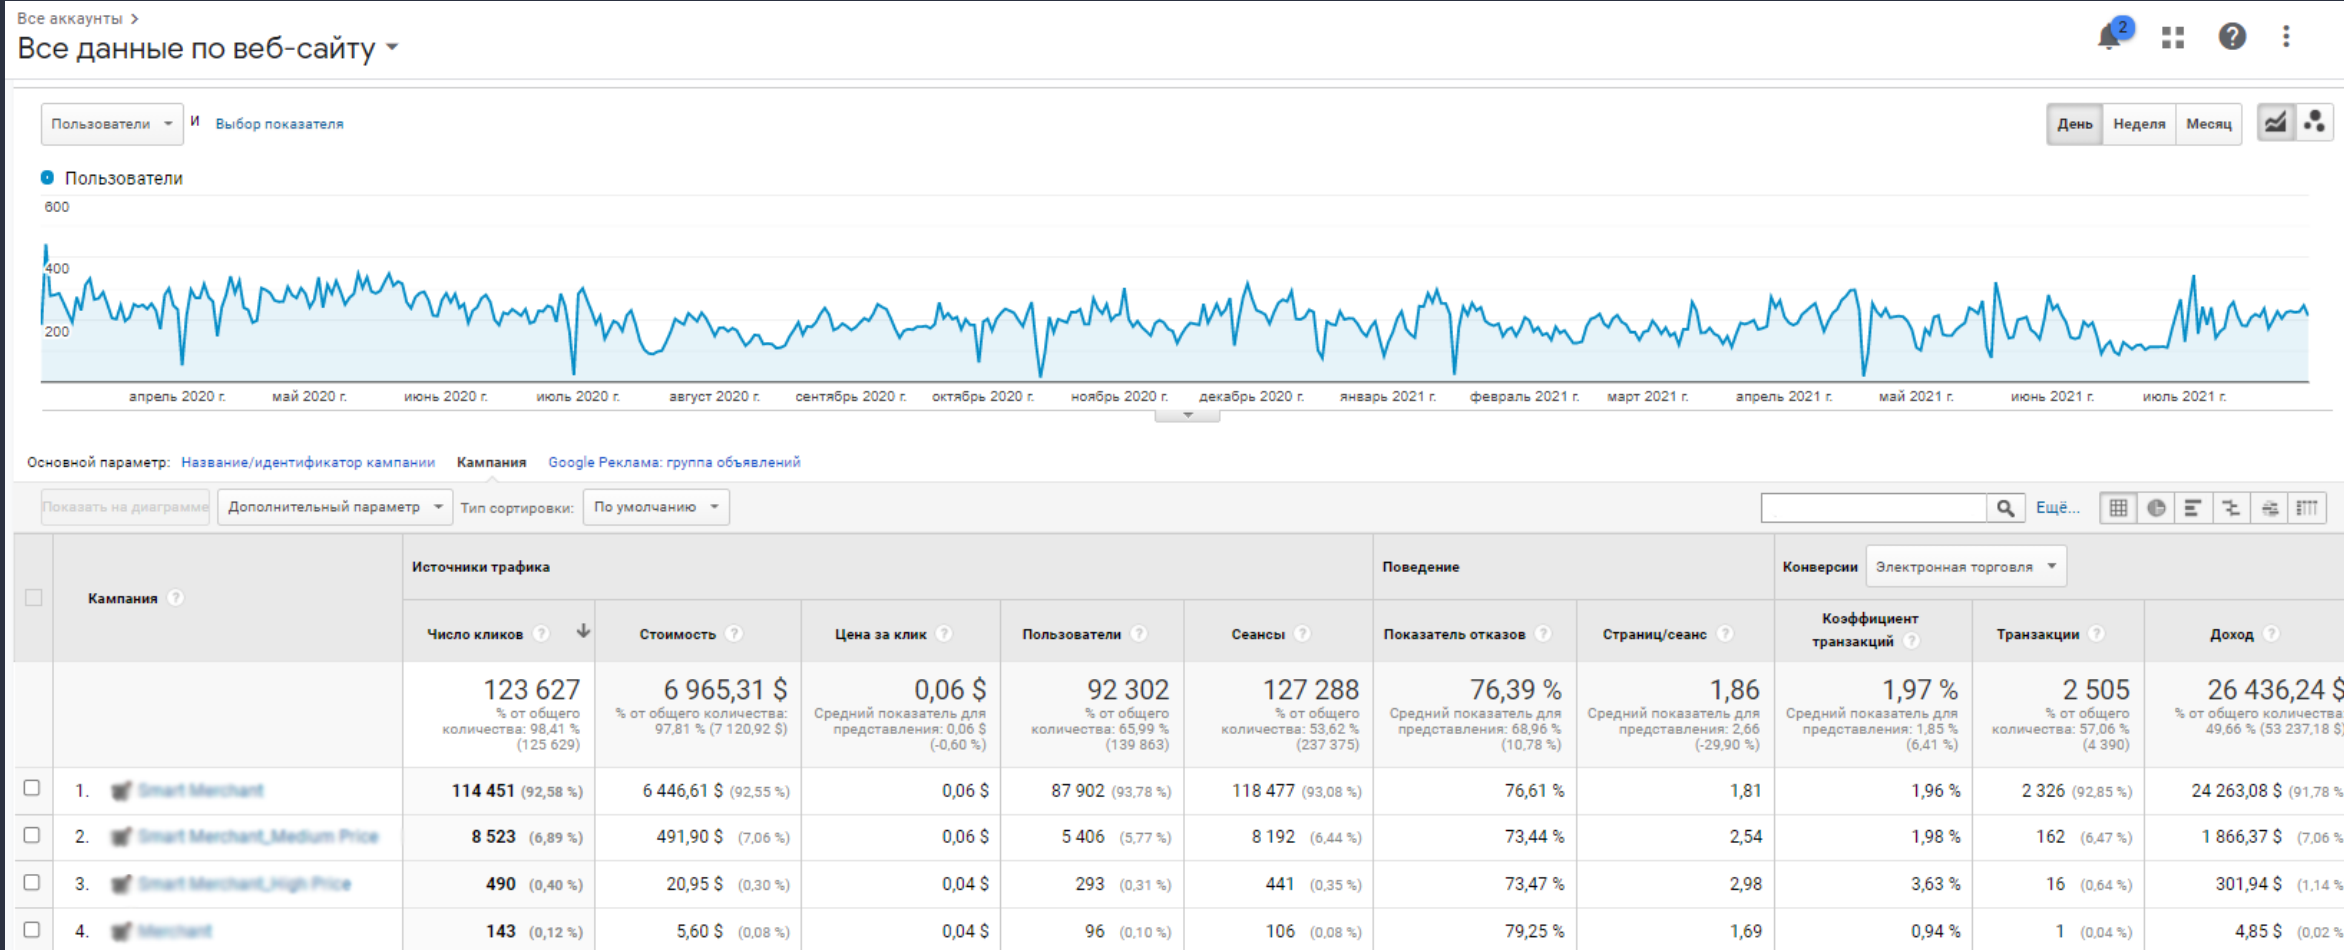 Все аккаунты >
Все данные по веб-сайту
2
Пользователи и Выбор показателя
День Неделя Месяц
Пользователи
600
400
200
апрель 2020 г. май 2020 г. июнь 2020 г. июль 2020 г. август 2020 г. сентябрь 2020 г. октябрь 2020 г. ноябрь 2020 г. декабрь 2020 г. январь 2021 г. февраль 2021 г. март 2021 г. апрель 2021 г. май 2021 г. июнь 2021 г. июль 2021 г.
Основной параметр: Название/идентификатор кампании Кампания Google Реклама: группа объявлений
Показать на диаграмме Дополнительный параметр Тип сортировки: По умолчанию Ещё...
Источники трафика Поведение Конверсии Электронная торговля
Кампания ?
Число кликов ? Стоимость ? Цена за клик ? Пользователи ? Сеансы ? Показатель отказов ? Страниц/сеанс ? Коэффициент транзакций ? Транзакции ? Доход ?
123 627 6 965,31 $ 0,06 $ 92 302 127 288 76,39 % 1,86 1,97 % 2 505 26 436,24 $
% от общего % от общего количества: Средний показатель для % от общего % от общего Средний показатель для Средний показатель для Средний показатель для % от общего % от общего количества:
количества: 98,41 % 97,81 % (7 120,92 $) представления: 0,06 $ количества: 65,99 % количества: 53,62 % представления: 68,96 % представления: 2,66 представления: 1,85 % количества: 57,06 % 49,66 % (53 237,18 $)
(125 629) (-0,60 %) (139 863) (237 375) (10,78 %) (-29,90 %) (6,41 %) (4 390)
1. Smart Merchant 114 451 (92,58 %) 6 446,61 $ (92,55 %) 0,06 $ 87 902 (93,78 %) 118 477 (93,08 %) 76,61 % 1,81 1,96 % 2 326 (92,85 %) 24 263,08 $ (91,78 %
2. Smart Merchant_Medium Price 8 523 (6,89 %) 491,90 $ (7,06 %) 0,06 $ 5 406 (5,77 %) 8 192 (6,44 %) 73,44 % 2,54 1,98 % 162 (6,47 %) 1 866,37 $ (7,06 %
3. Smart Merchant_High Price 490 (0,40 %) 20,95 $ (0,30 %) 0,04 $ 293 (0,31 %) 441 (0,35 %) 73,47 % 2,98 3,63 % 16 (0,64 %) 301,94 $ (1,14 %
4. Merchant 143 (0,12 %) 5,60 $ (0,08 %) 0,04 $ 96 (0,10 %) 106 (0,08 %) 79,25 % 1,69 0,94 % 1 (0,04 %) 4,85 $ (0,02 %